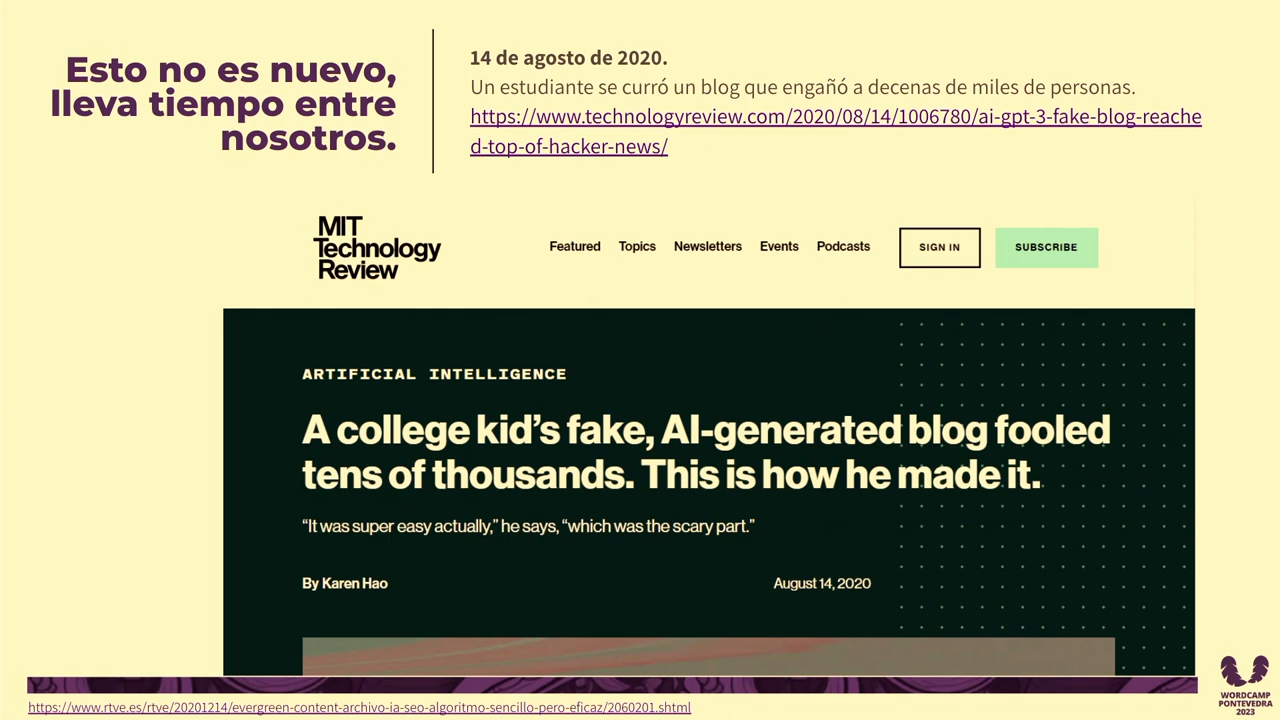 Esto no es nuevo,
lleva tiempo entre
nosotros.
14 de agosto de 2020.
Un estudiante se curró un blog que engañó a decenas de miles de personas.
https://www.technologyreview.com/2020/08/14/1006780/ai-gpt-3-fake-blog-reache
d-top-of-hacker-news/
MIT
Technology
Review
Featured Topics Newsletters Events Podcasts SIGN IN SUBSCRIBE
ARTIFICIAL INTELLIGENCE
A college kid’s fake, AI-generated blog fooled
tens of thousands. This is how he made it.
“It was super easy actually,” he says, “which was the scary part.”
By Karen Hao August 14, 2020
https://www.rtve.es/rtve/20201214/evergreen-content-archivo-ia-seo-algoritmo-sencillo-pero-eficaz/2060201.shtml
WORDCAMP
PONTEVEDRA
2023